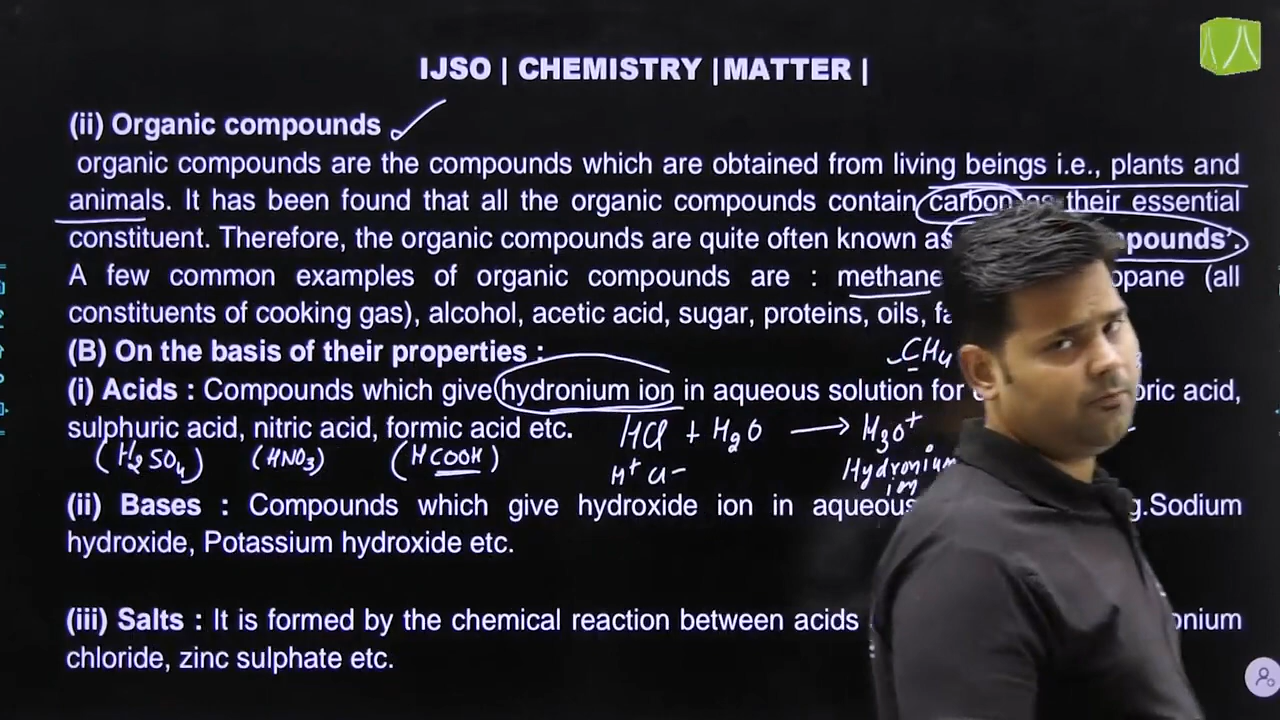 IJSO | CHEMISTRY | MATTER |
(ii) Organic compounds
organic compounds are the compounds which are obtained from living beings i.e., plants and
animals. It has been found that all the organic compounds contain carbon as their essential
constituent. Therefore, the organic compounds are quite often known as mpounds'.
A few common examples of organic compounds are : methane opane (all
constituents of cooking gas), alcohol, acetic acid, sugar, proteins, oils,
(B) On the basis of their properties :
CH4
(i) Acids : Compounds which give hydronium ion in aqueous solution for oric acid,
sulphuric acid, nitric acid, formic acid etc. HCl + H2O → H3O+
(H2SO4) (HNO3) (HCOOH) H+ Cl- Hydronium
ion
(ii) Bases : Compounds which give hydroxide ion in aqueous g.Sodium
hydroxide, Potassium hydroxide etc.
(iii) Salts : It is formed by the chemical reaction between acids onium
chloride, zinc sulphate etc.